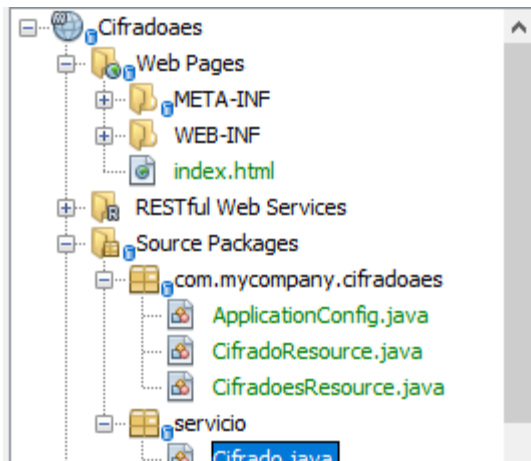 Cifradoaes
Web Pages
META-INF
WEB-INF
index.html
RESTful Web Services
Source Packages
com.mycompany.cifradoaes
ApplicationConfig.java
CifradoResource.java
CifradoesResource.java
servicio
Cifrado.java